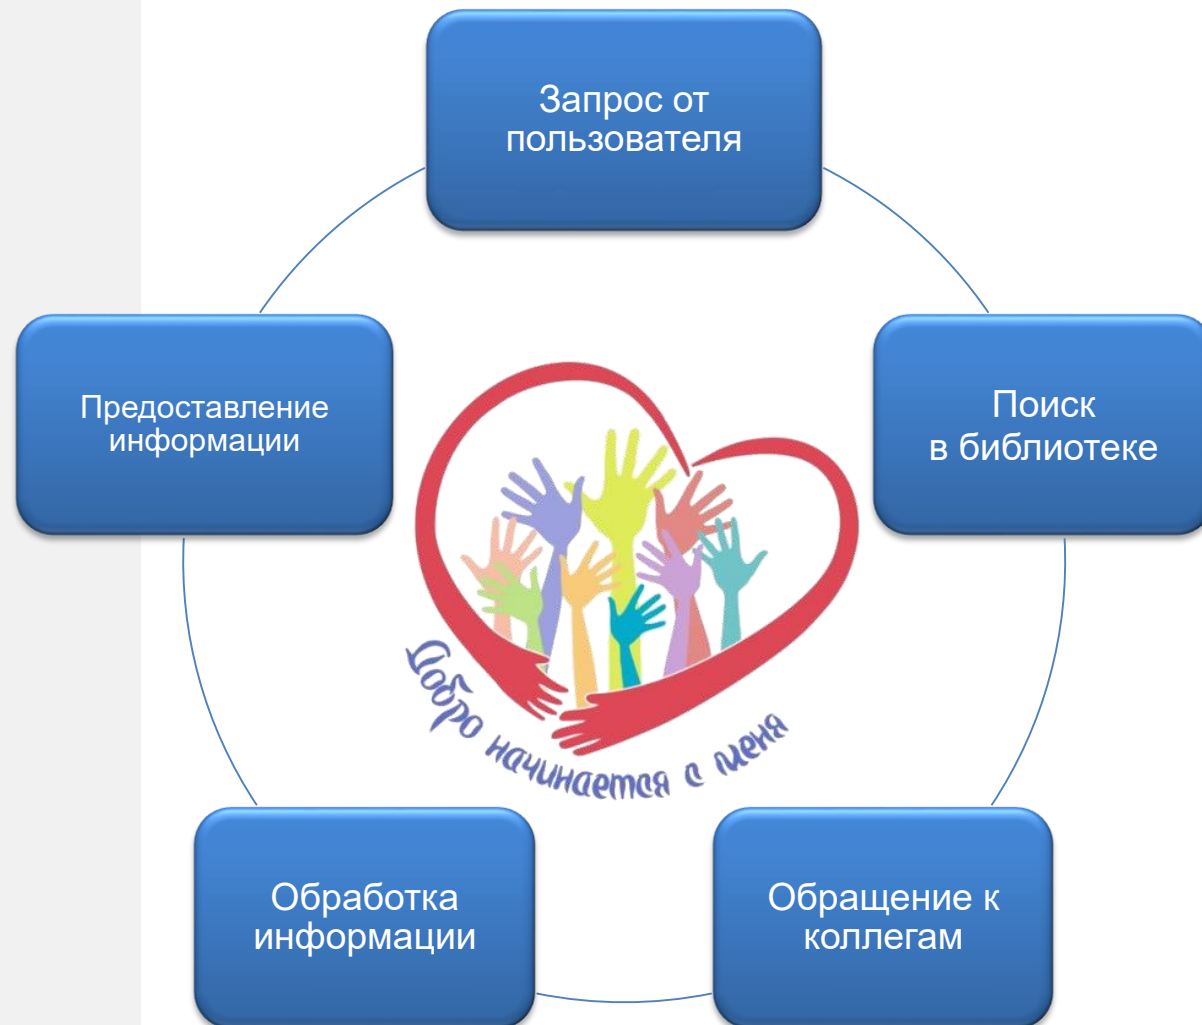 Запрос от
пользователя
Поиск
в библиотеке
Обращение к
коллегам
Обработка
информации
Предоставление
информации
Добро начинается с меня